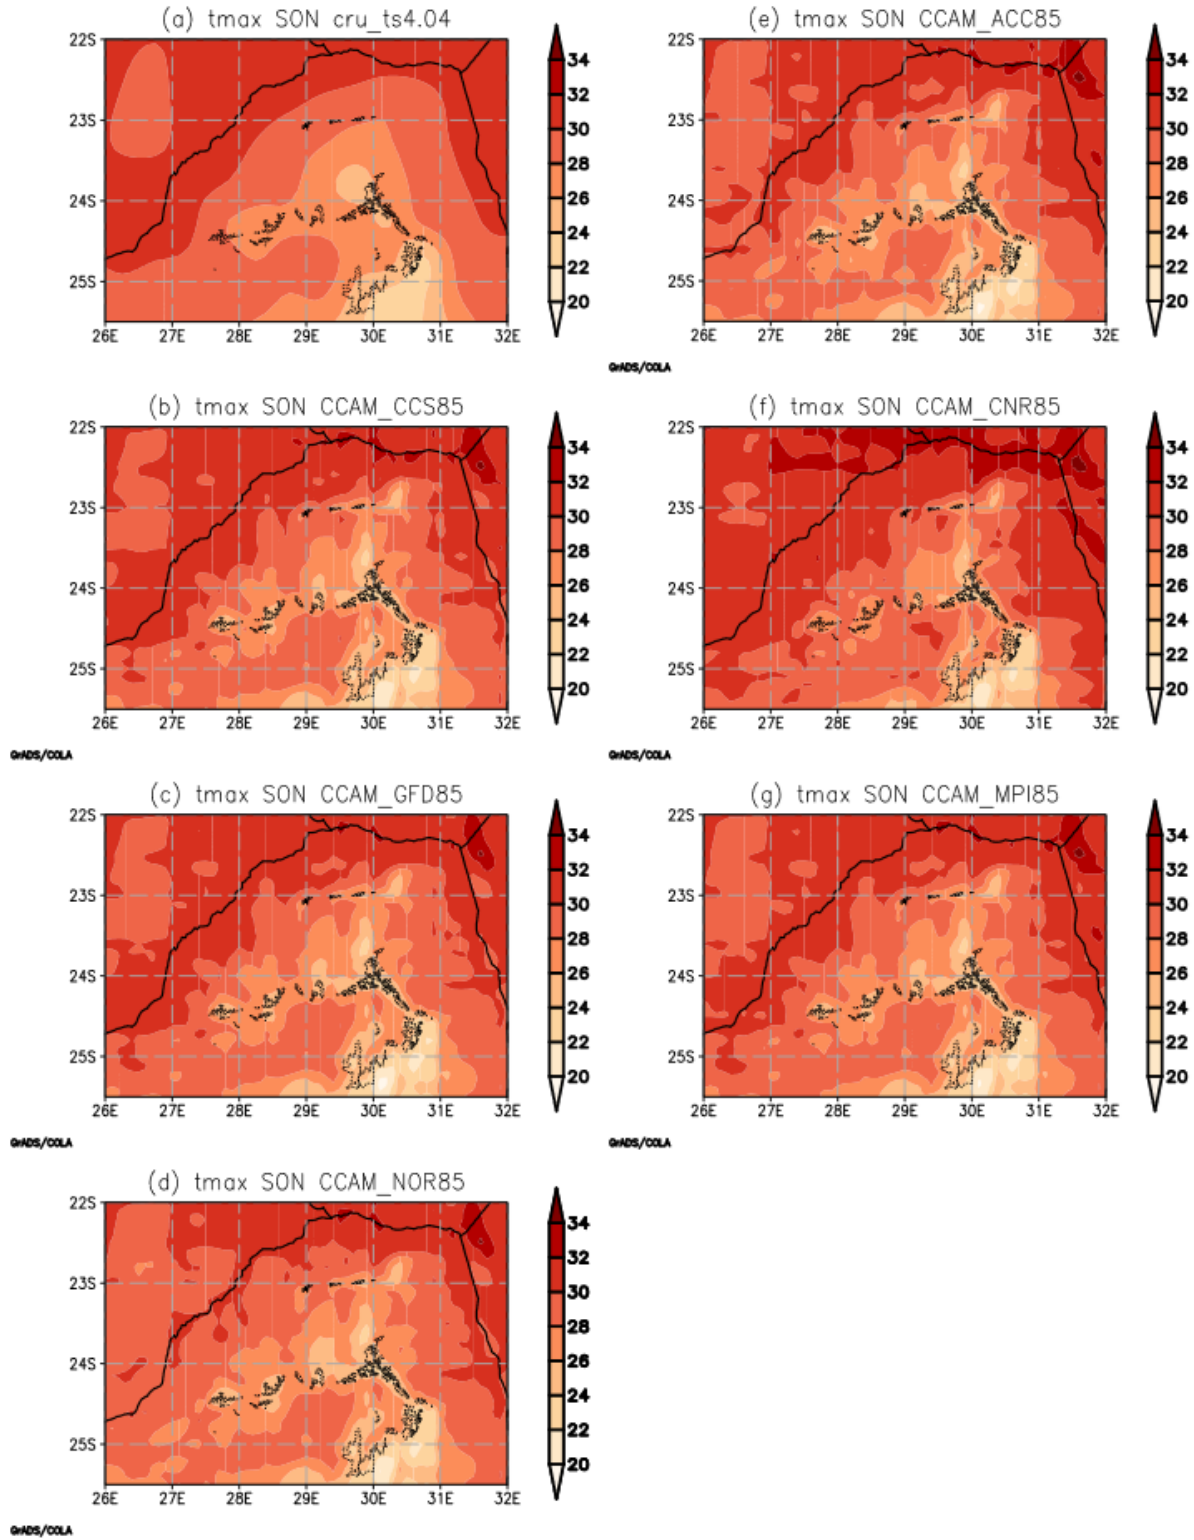 (a) tmax SON cru_ts4.04
22S
23S
24S
25S
26E 27E 28E 29E 30E 31E 32E
34
32
30
28
26
24
22
20
(e) tmax SON CCAM_ACC85
22S
23S
24S
25S
26E 27E 28E 29E 30E 31E 32E
34
32
30
28
26
24
22
20
GrADS/COLA
(b) tmax SON CCAM_CCS85
22S
23S
24S
25S
26E 27E 28E 29E 30E 31E 32E
34
32
30
28
26
24
22
20
GrADS/COLA
(f) tmax SON CCAM_CNR85
22S
23S
24S
25S
26E 27E 28E 29E 30E 31E 32E
34
32
30
28
26
24
22
20
GrADS/COLA
(c) tmax SON CCAM_GFD85
22S
23S
24S
25S
26E 27E 28E 29E 30E 31E 32E
34
32
30
28
26
24
22
20
GrADS/COLA
(g) tmax SON CCAM_MPI85
22S
23S
24S
25S
26E 27E 28E 29E 30E 31E 32E
34
32
30
28
26
24
22
20
GrADS/COLA
(d) tmax SON CCAM_NOR85
22S
23S
24S
25S
26E 27E 28E 29E 30E 31E 32E
34
32
30
28
26
24
22
20
GrADS/COLA